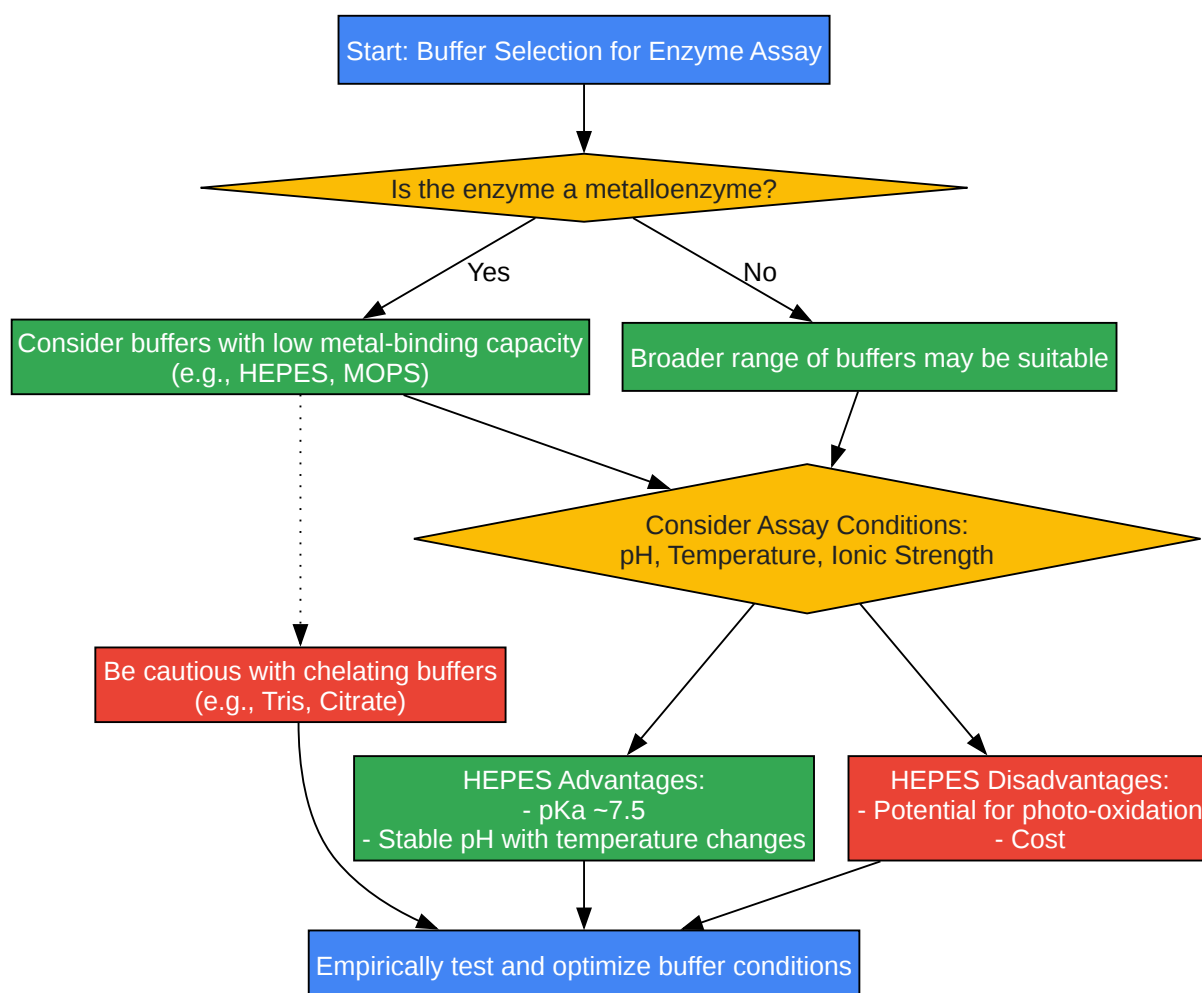 Start: Buffer Selection for Enzyme Assay
Is the enzyme a metalloenzyme?
Yes
No
Consider buffers with low metal-binding capacity
(e.g., HEPES, MOPS)
Broader range of buffers may be suitable
Consider Assay Conditions:
pH, Temperature, Ionic Strength
Be cautious with chelating buffers
(e.g., Tris, Citrate)
HEPES Advantages:
- pKa ~7.5
- Stable pH with temperature changes
HEPES Disadvantages:
- Potential for photo-oxidation
- Cost
Empirically test and optimize buffer conditions